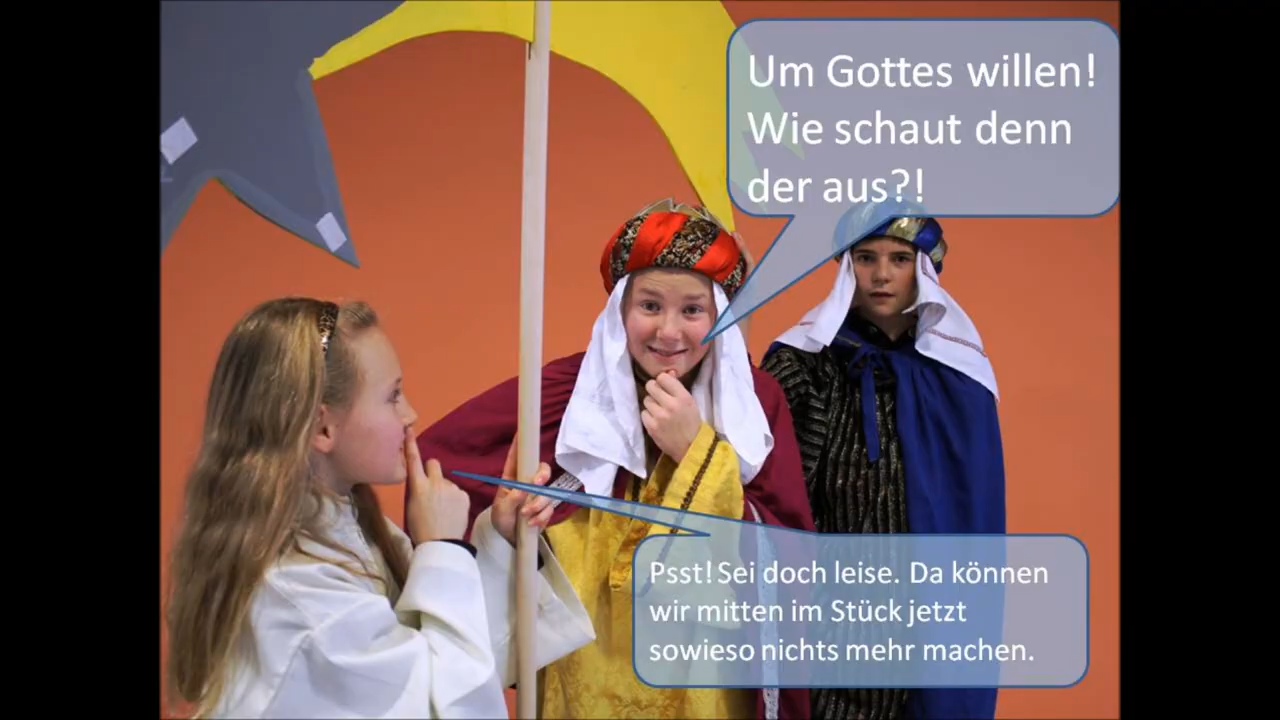 Um Gottes willen!
Wie schaut denn
der aus?!
Psst! Sei doch leise. Da können
wir mitten im Stück jetzt
sowieso nichts mehr machen.